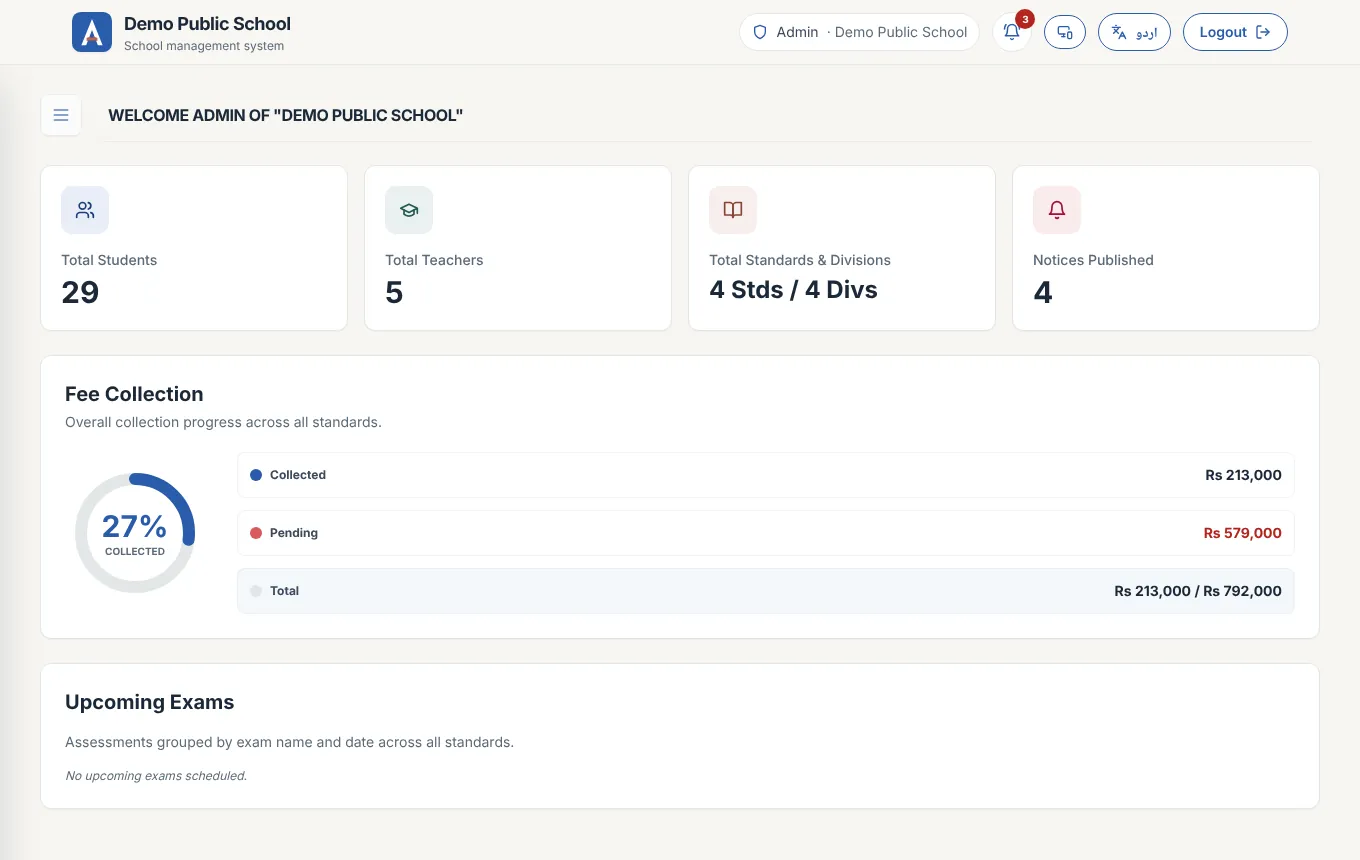 Demo Public School
School management system
Admin · Demo Public School
3
اردو
Logout
WELCOME ADMIN OF "DEMO PUBLIC SCHOOL"
Total Students
29
Total Teachers
5
Total Standards & Divisions
4 Stds / 4 Divs
Notices Published
4
Fee Collection
Overall collection progress across all standards.
27%
COLLECTED
Collected
Rs 213,000
Pending
Rs 579,000
Total
Rs 213,000 / Rs 792,000
Upcoming Exams
Assessments grouped by exam name and date across all standards.
No upcoming exams scheduled.